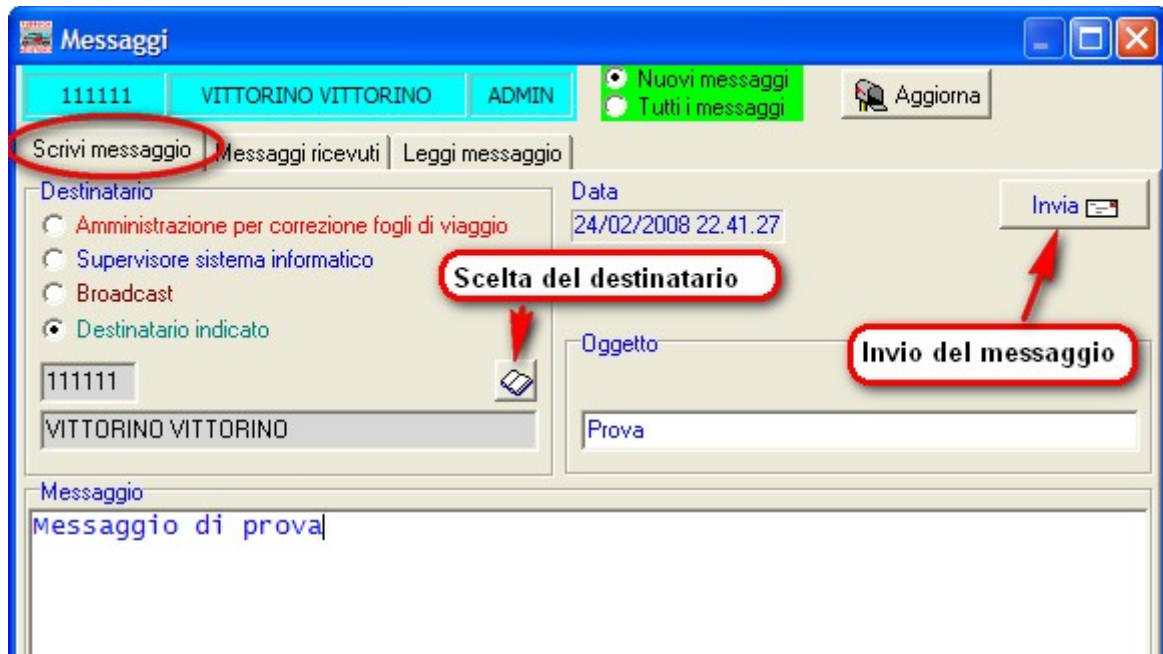 Messaggi
111111 VITTORINO VITTORINO ADMIN
Nuovi messaggi
Tutti i messaggi
Aggiorna
Scrivi messaggio Messaggi ricevuti Leggi messaggio
Destinatario
Amministrazione per correzione fogli di viaggio
Supervisore sistema informatico
Broadcast
Destinatario indicato
111111
VITTORINO VITTORINO
Data
24/02/2008 22.41.27
Invia
Scelta del destinatario
Invio del messaggio
Oggetto
Prova
Messaggio
Messaggio di prova